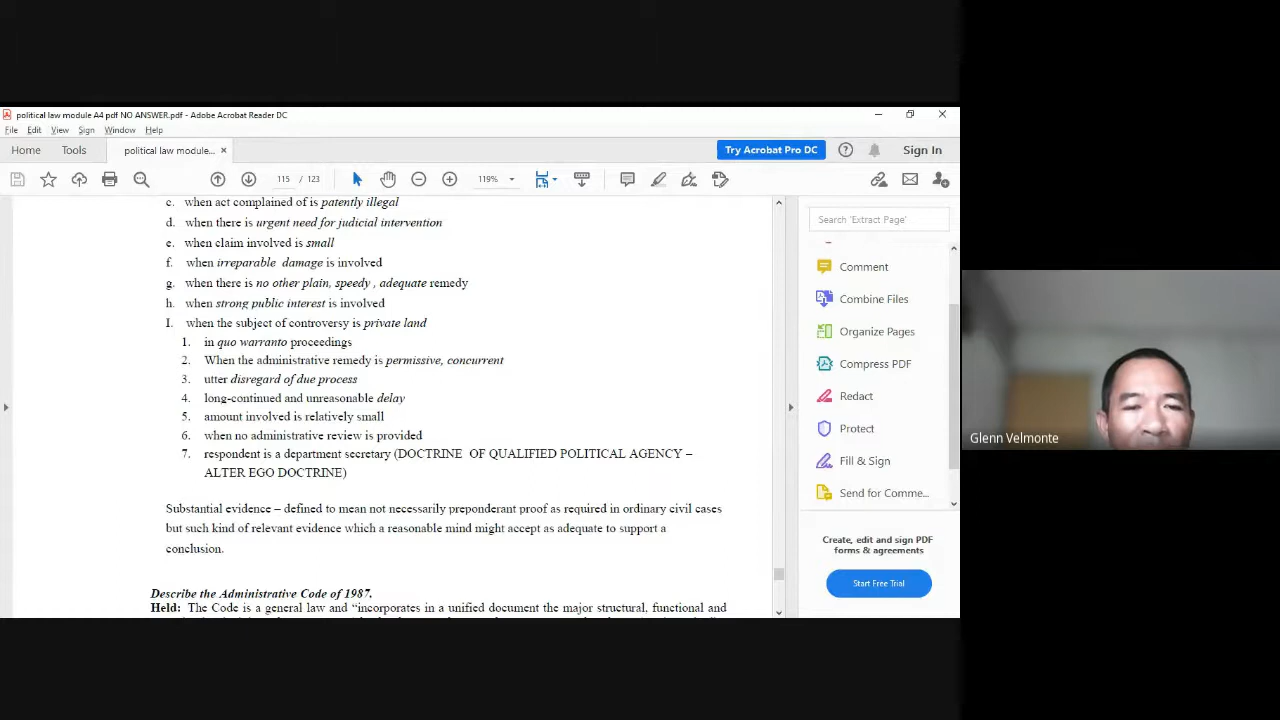 political law module A4 pdf NO ANSWER.pdf - Adobe Acrobat Reader DC
File Edit View Sign Window Help
Home Tools political law module... × Try Acrobat Pro DC Sign In
115 / 123 119%
c. when act complained of is patently illegal
d. when there is urgent need for judicial intervention
e. when claim involved is small
f. when irreparable damage is involved
g. when there is no other plain, speedy , adequate remedy
h. when strong public interest is involved
I. when the subject of controversy is private land
1. in quo warranto proceedings
2. When the administrative remedy is permissive, concurrent
3. utter disregard of due process
4. long-continued and unreasonable delay
5. amount involved is relatively small
6. when no administrative review is provided
7. respondent is a department secretary (DOCTRINE OF QUALIFIED POLITICAL AGENCY –
ALTER EGO DOCTRINE)
Substantial evidence – defined to mean not necessarily preponderant proof as required in ordinary civil cases
but such kind of relevant evidence which a reasonable mind might accept as adequate to support a
conclusion.
Describe the Administrative Code of 1987.
Held: The Code is a general law and “incorporates in a unified document the major structural, functional and
Search 'Extract Page'
Comment
Combine Files
Organize Pages
Compress PDF
Redact
Protect
Fill & Sign
Send for Comme...
Create, edit and sign PDF
forms & agreements
Start Free Trial
Glenn Velmonte